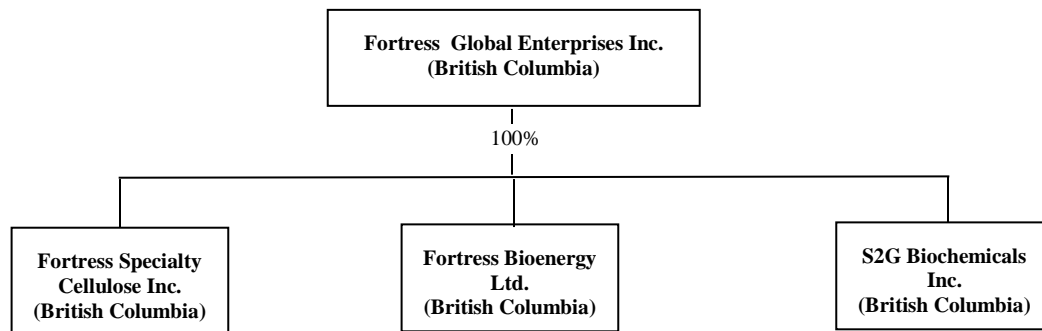 Fortress Global Enterprises Inc.
(British Columbia)
100%
Fortress Specialty
Cellulose Inc.
(British Columbia)
Fortress Bioenergy
Ltd.
(British Columbia)
S2G Biochemicals
Inc.
(British Columbia)